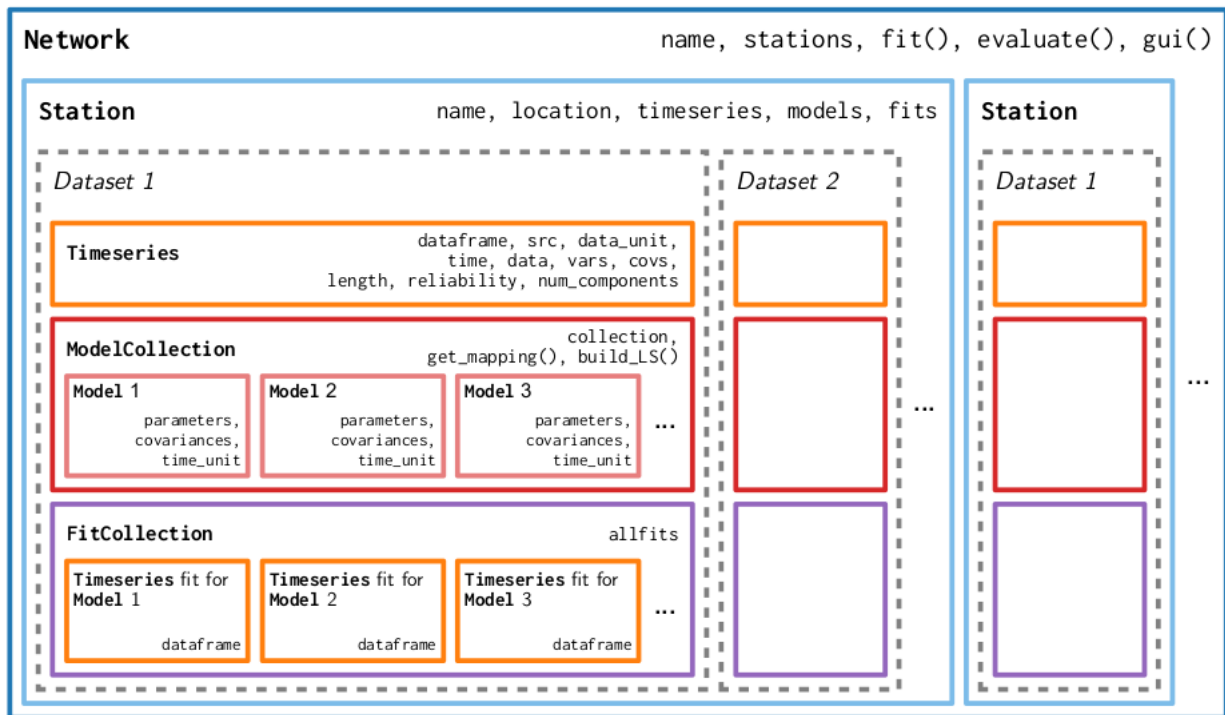 Network name, stations, fit(), evaluate(), gui()
Station name, location, timeseries, models, fits
Dataset 1
Timeseries dataframe, src, data_unit,
time, data, vars, covs,
length, reliability, num_components
ModelCollection collection,
get_mapping(), build_LS()
Model 1
parameters,
covariances,
time_unit
Model 2
parameters,
covariances,
time_unit
Model 3
parameters,
covariances,
time_unit
...
FitCollection allfits
Timeseries fit for
Model 1
dataframe
Timeseries fit for
Model 2
dataframe
Timeseries fit for
Model 3
dataframe
...
Dataset 2
...
Station
Dataset 1
...